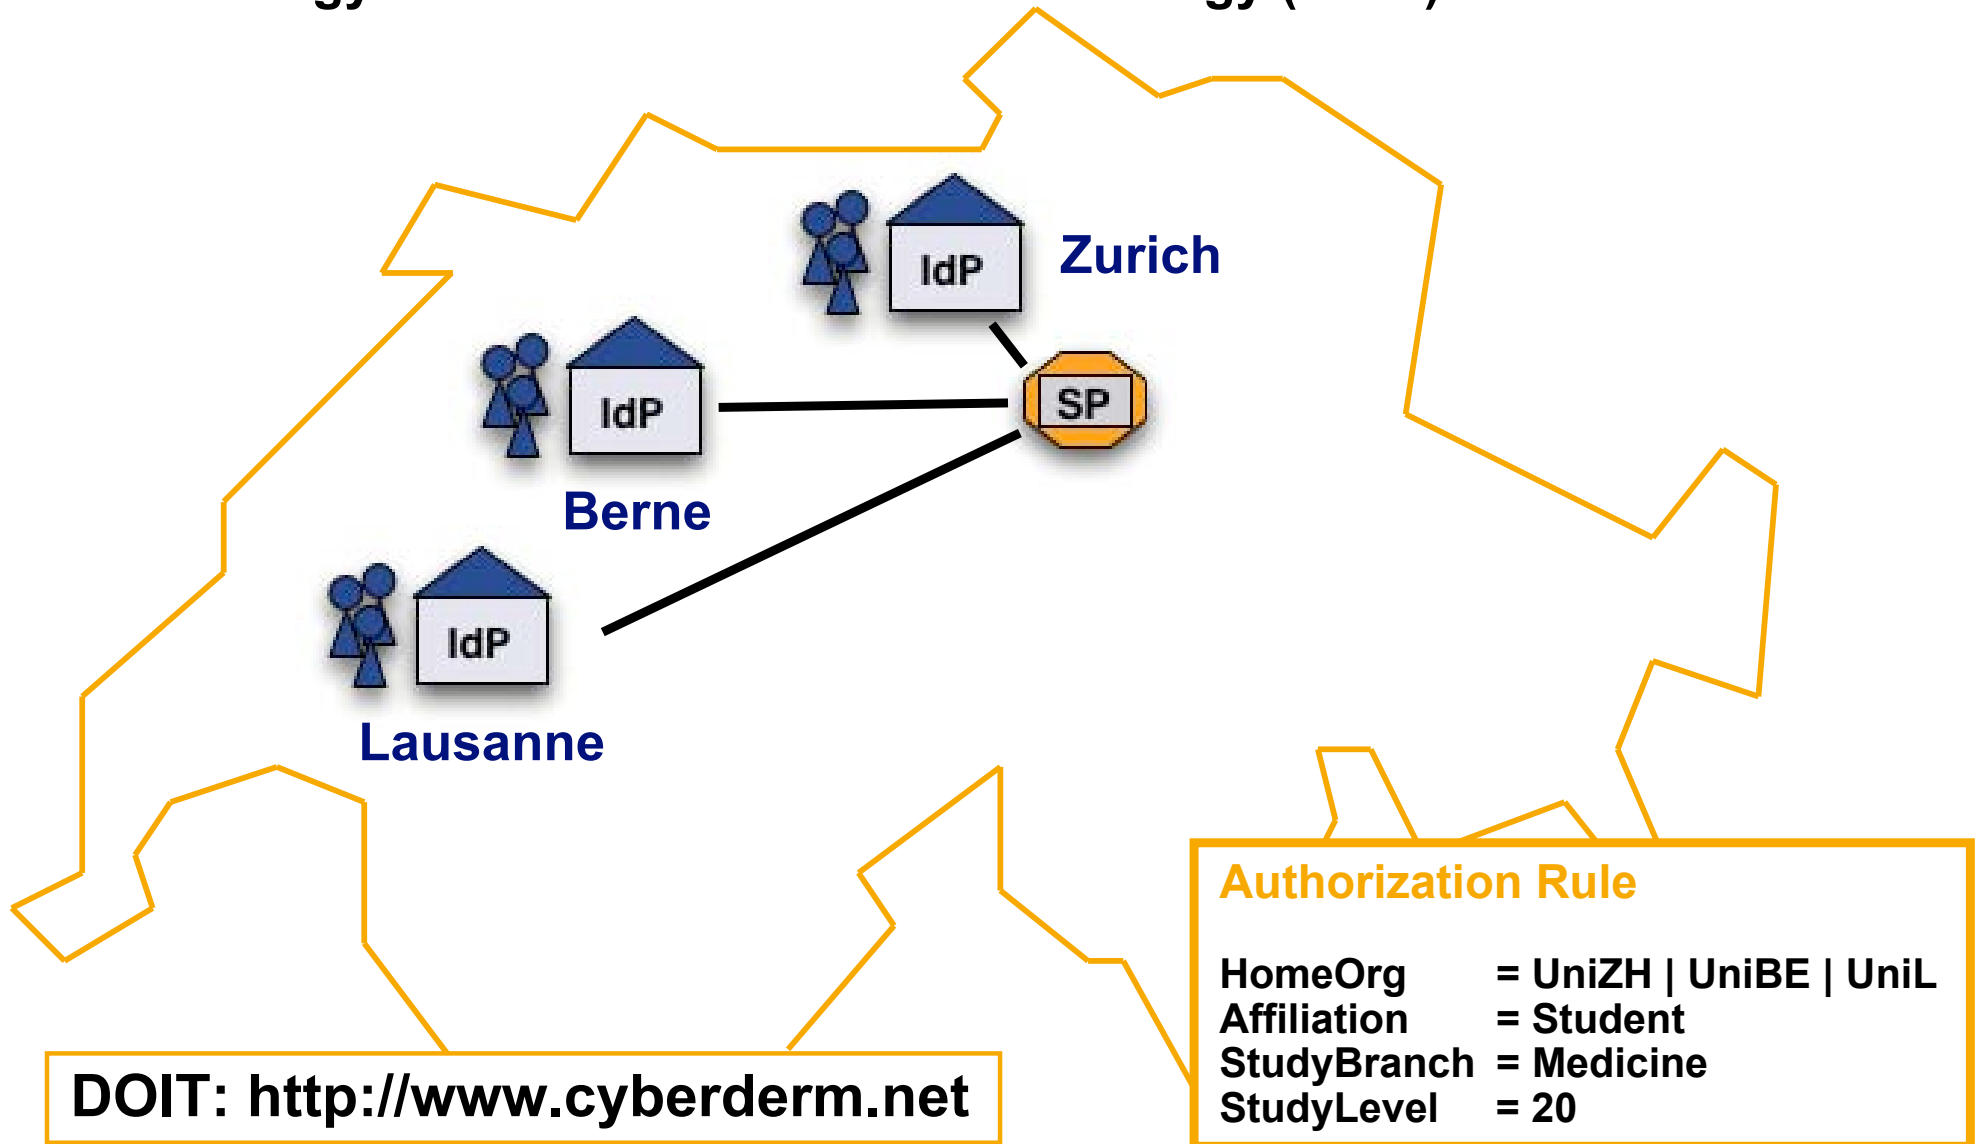 IdP
Zurich
IdP
SP
Berne
IdP
Lausanne
Authorization Rule
HomeOrg = UniZH | UniBE | UniL
Affiliation = Student
StudyBranch = Medicine
StudyLevel = 20
DOIT: http://www.cyberderm.net